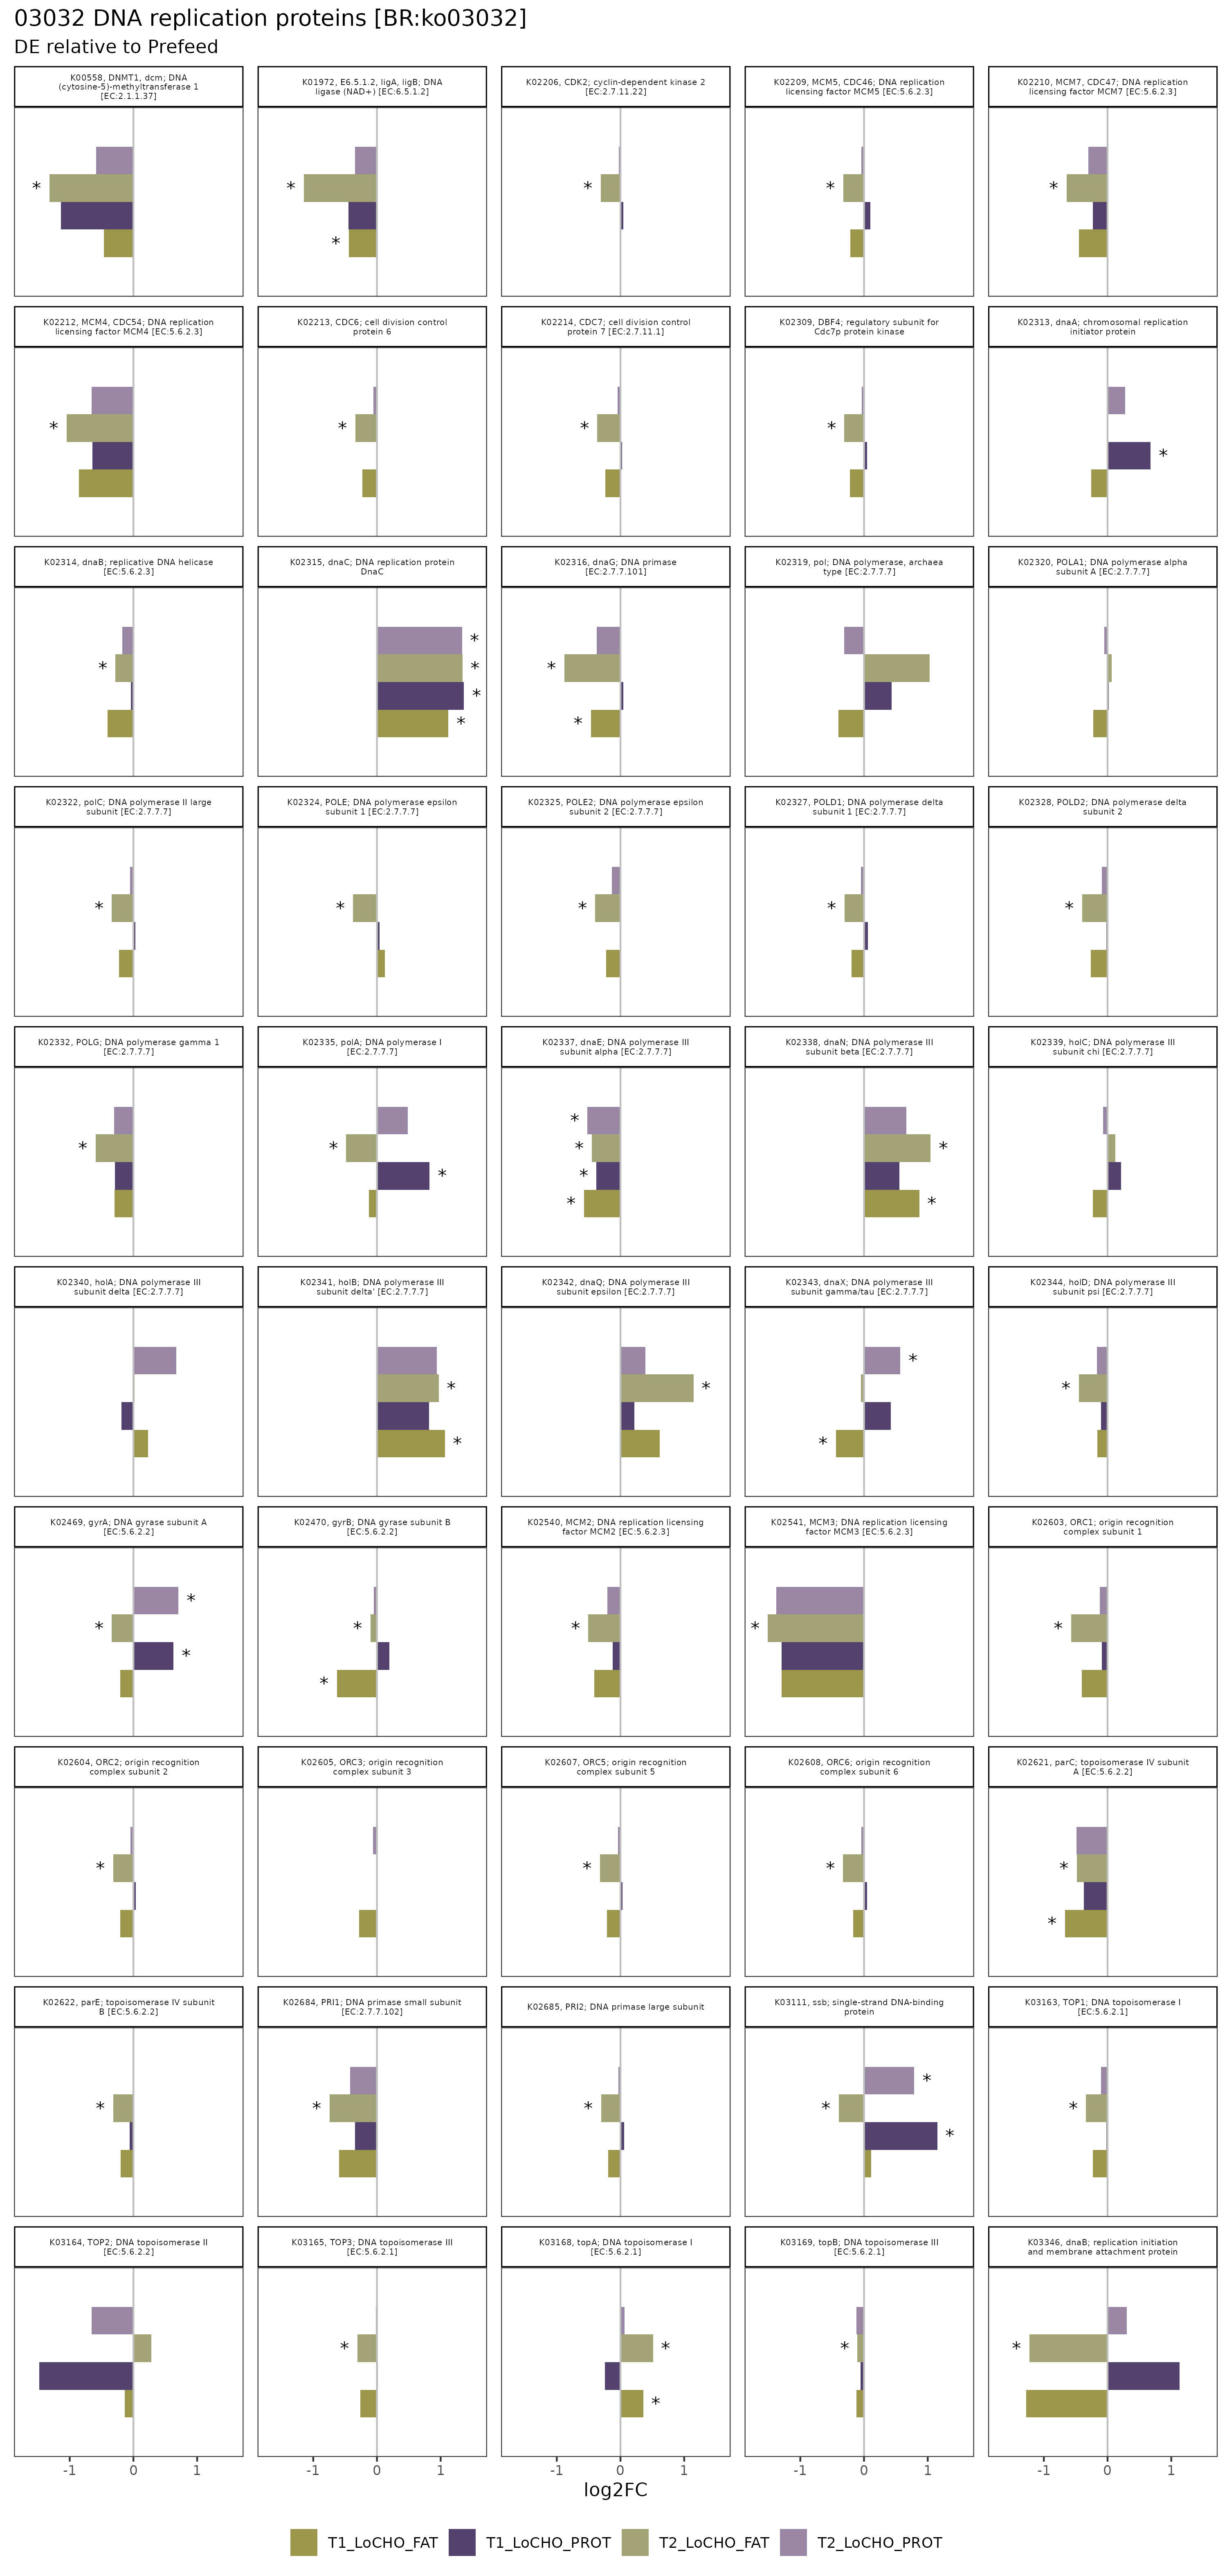 03032 DNA replication proteins [BR:ko03032]
DE relative to Prefeed
K00558, DNMT1, dcm; DNA
(cytosine-5)-methyltransferase 1
[EC:2.1.1.37]
K01972, E6.5.1.2, ligA, ligB; DNA
ligase (NAD+) [EC:6.5.1.2]
K02206, CDK2; cyclin-dependent kinase 2
[EC:2.7.11.22]
K02209, MCM5, CDC46; DNA replication
licensing factor MCM5 [EC:5.6.2.3]
K02210, MCM7, CDC47; DNA replication
licensing factor MCM7 [EC:5.6.2.3]
*
*
*
*
*
*
K02212, MCM4, CDC54; DNA replication
licensing factor MCM4 [EC:5.6.2.3]
K02213, CDC6; cell division control
protein 6
K02214, CDC7; cell division control
protein 7 [EC:2.7.11.1]
K02309, DBF4; regulatory subunit for
Cdc7p protein kinase
K02313, dnaA; chromosomal replication
initiator protein
*
*
*
*
*
K02314, dnaB; replicative DNA helicase
[EC:5.6.2.3]
K02315, dnaC; DNA replication protein
DnaC
K02316, dnaG; DNA primase
[EC:2.7.7.101]
K02319, pol; DNA polymerase, archaea
type [EC:2.7.7.7]
K02320, POLA1; DNA polymerase alpha
subunit A [EC:2.7.7.7]
*
*
*
*
*
*
*
K02322, polC; DNA polymerase II large
subunit [EC:2.7.7.7]
K02324, POLE; DNA polymerase epsilon
subunit 1 [EC:2.7.7.7]
K02325, POLE2; DNA polymerase epsilon
subunit 2 [EC:2.7.7.7]
K02327, POLD1; DNA polymerase delta
subunit 1 [EC:2.7.7.7]
K02328, POLD2; DNA polymerase delta
subunit 2
*
*
*
*
*
K02332, POLG; DNA polymerase gamma 1
[EC:2.7.7.7]
K02335, polA; DNA polymerase I
[EC:2.7.7.7]
K02337, dnaE; DNA polymerase III
subunit alpha [EC:2.7.7.7]
K02338, dnaN; DNA polymerase III
subunit beta [EC:2.7.7.7]
K02339, holC; DNA polymerase III
subunit chi [EC:2.7.7.7]
*
*
*
*
*
*
*
*
*
K02340, holA; DNA polymerase III
subunit delta [EC:2.7.7.7]
K02341, holB; DNA polymerase III
subunit delta' [EC:2.7.7.7]
K02342, dnaQ; DNA polymerase III
subunit epsilon [EC:2.7.7.7]
K02343, dnaX; DNA polymerase III
subunit gamma/tau [EC:2.7.7.7]
K02344, holD; DNA polymerase III
subunit psi [EC:2.7.7.7]
*
*
*
*
*
*
K02469, gyrA; DNA gyrase subunit A
[EC:5.6.2.2]
K02470, gyrB; DNA gyrase subunit B
[EC:5.6.2.2]
K02540, MCM2; DNA replication licensing
factor MCM2 [EC:5.6.2.3]
K02541, MCM3; DNA replication licensing
factor MCM3 [EC:5.6.2.3]
K02603, ORC1; origin recognition
complex subunit 1
*
*
*
*
*
*
*
*
K02604, ORC2; origin recognition
complex subunit 2
K02605, ORC3; origin recognition
complex subunit 3
K02607, ORC5; origin recognition
complex subunit 5
K02608, ORC6; origin recognition
complex subunit 6
K02621, parC; topoisomerase IV subunit
A [EC:5.6.2.2]
*
*
*
*
*
K02622, parE; topoisomerase IV subunit
B [EC:5.6.2.2]
K02684, PRI1; DNA primase small subunit
[EC:2.7.7.102]
K02685, PRI2; DNA primase large subunit
K03111, ssb; single-strand DNA-binding
protein
K03163, TOP1; DNA topoisomerase I
[EC:5.6.2.1]
*
*
*
*
*
*
*
K03164, TOP2; DNA topoisomerase II
[EC:5.6.2.2]
K03165, TOP3; DNA topoisomerase III
[EC:5.6.2.1]
K03168, topA; DNA topoisomerase I
[EC:5.6.2.1]
K03169, topB; DNA topoisomerase III
[EC:5.6.2.1]
K03346, dnaB; replication initiation
and membrane attachment protein
*
*
*
*
*
-1 0 1 -1 0 1 -1 0 1 -1 0 1 -1 0 1
log2FC
T1_LoCHO_FAT T1_LoCHO_PROT T2_LoCHO_FAT T2_LoCHO_PROT